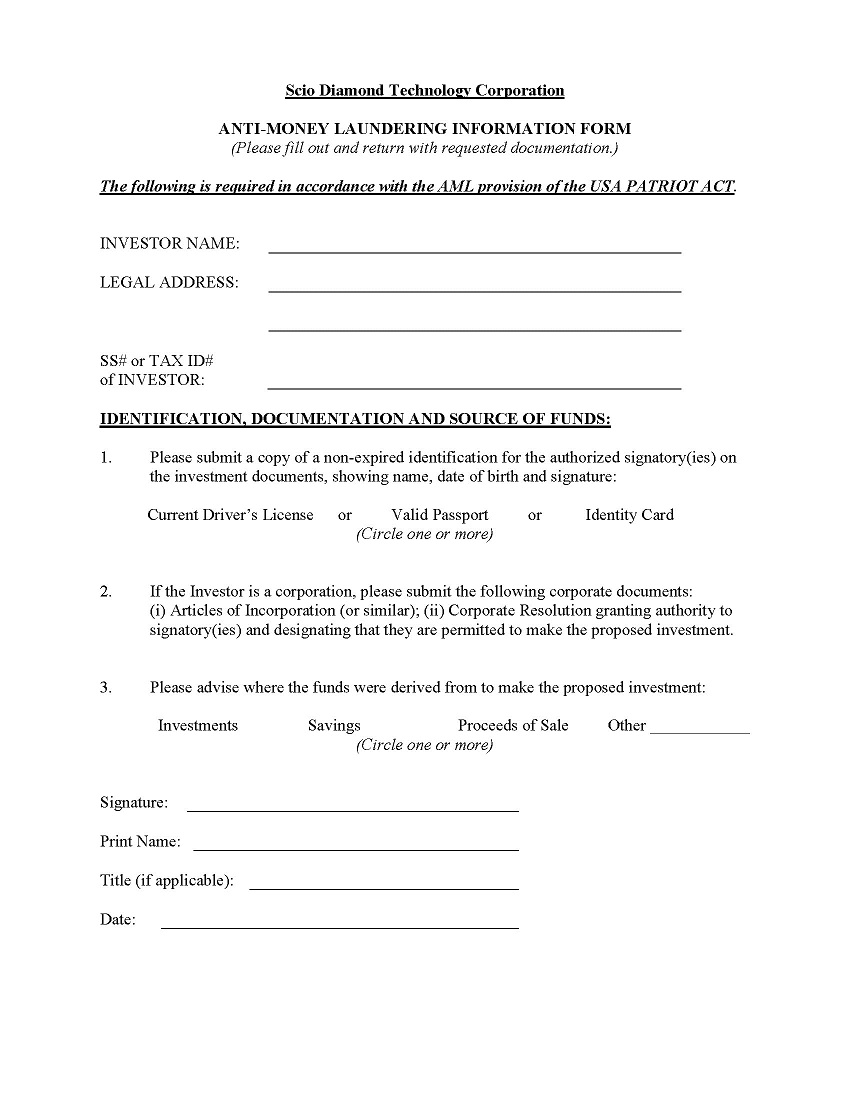 Scio Diamond Technology Corporation
ANTI-MONEY LAUNDERING INFORMATION FORM
(Please fill out and return with requested documentation.)
The following is required in accordance with the AML provision of the USA PATRIOT ACT.
INVESTOR NAME:
LEGAL ADDRESS:
SS# or TAX ID#
of INVESTOR:
IDENTIFICATION, DOCUMENTATION AND SOURCE OF FUNDS:
1. Please submit a copy of a non-expired identification for the authorized signatory(ies) on
the investment documents, showing name, date of birth and signature:
Current Driver’s License or Valid Passport or Identity Card
(Circle one or more)
2. If the Investor is a corporation, please submit the following corporate documents:
(i) Articles of Incorporation (or similar); (ii) Corporate Resolution granting authority to
signatory(ies) and designating that they are permitted to make the proposed investment.
3. Please advise where the funds were derived from to make the proposed investment:
Investments Savings Proceeds of Sale Other ____________
(Circle one or more)
Signature:
Print Name:
Title (if applicable):
Date: